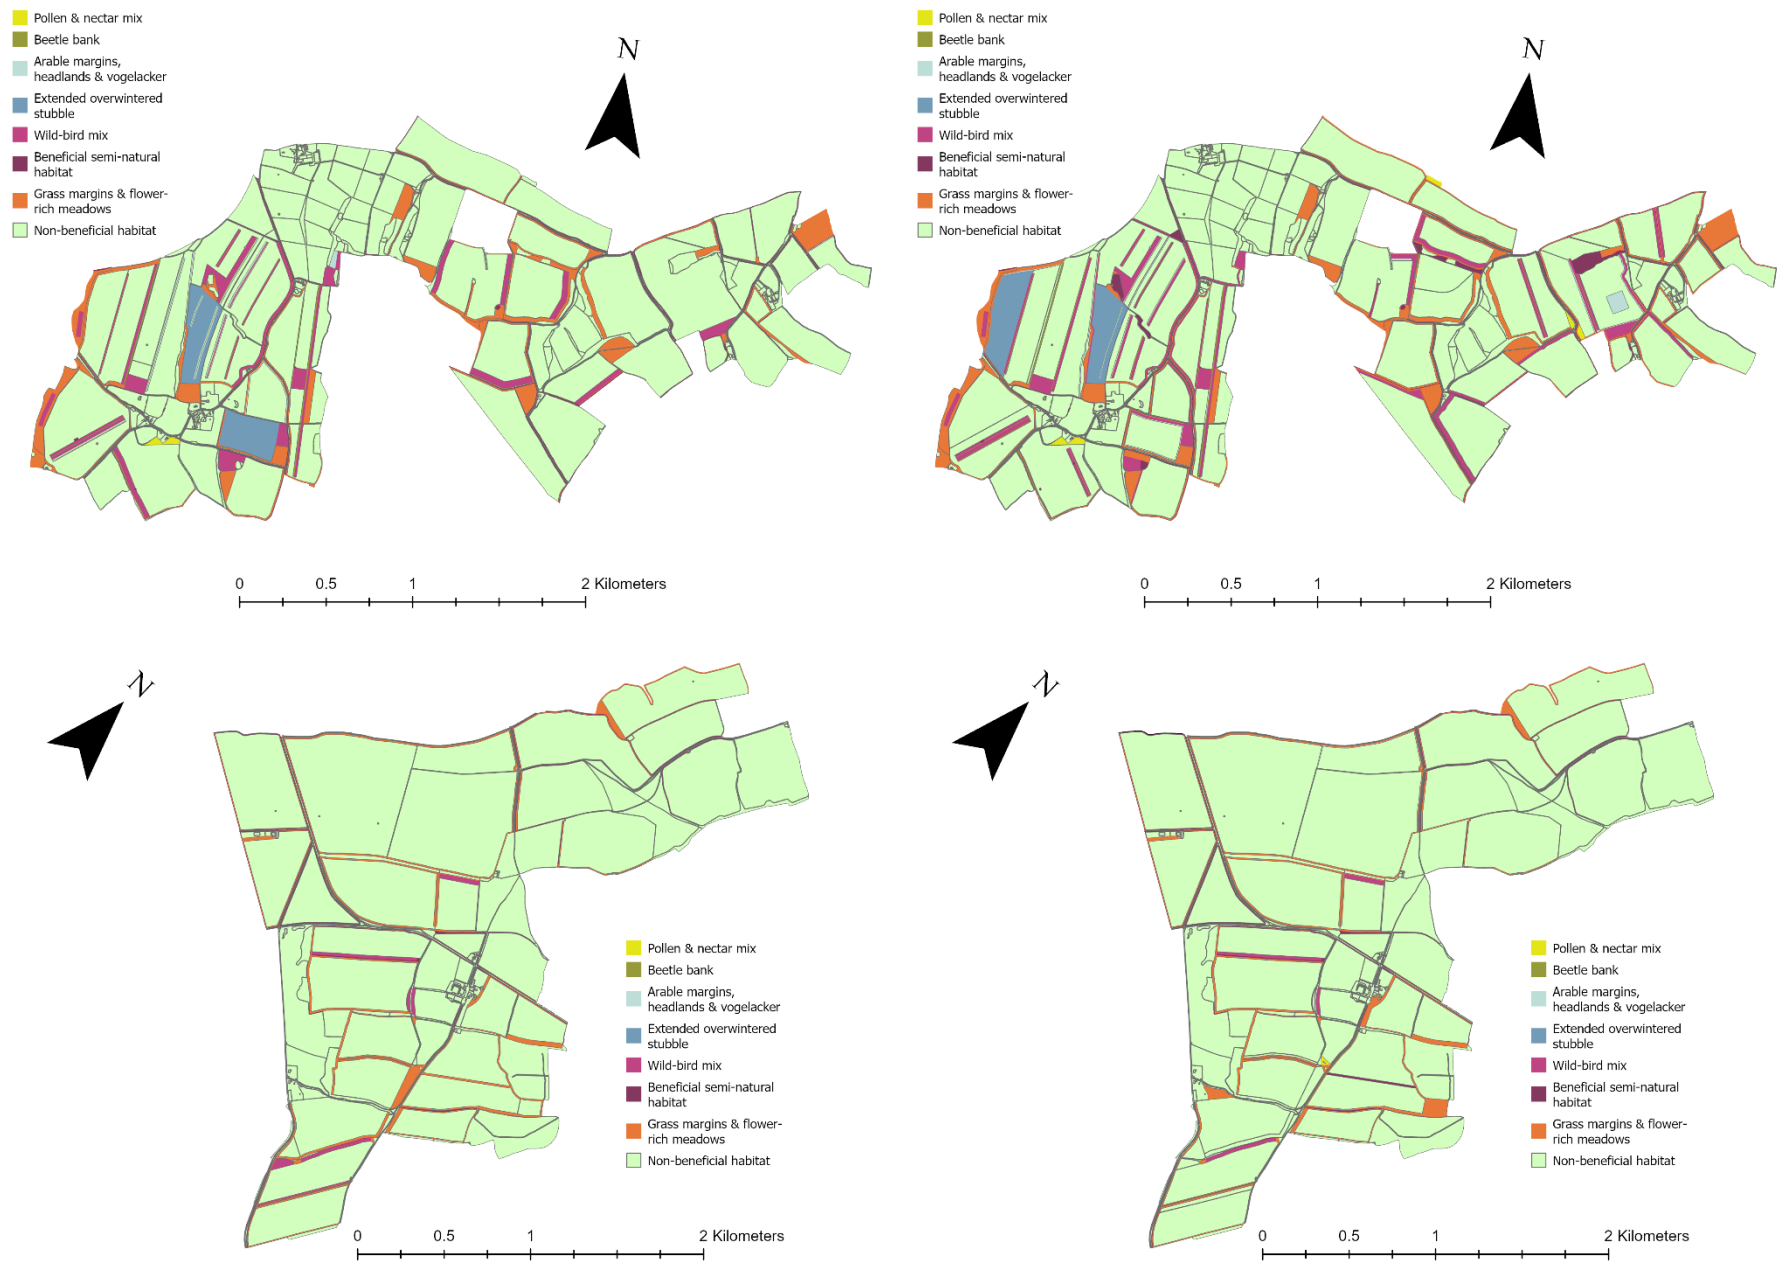 Pollen & nectar mix
Beetle bank
Arable margins,
headlands & vogelacker
Extended overwintered
stubble
Wild-bird mix
Beneficial semi-natural
habitat
Grass margins & flower-
rich meadows
Non-beneficial habitat
N
0 0.5 1 2 Kilometers
Pollen & nectar mix
Beetle bank
Arable margins,
headlands & vogelacker
Extended overwintered
stubble
Wild-bird mix
Beneficial semi-natural
habitat
Grass margins & flower-
rich meadows
Non-beneficial habitat
N
0 0.5 1 2 Kilometers
N
Pollen & nectar mix
Beetle bank
Arable margins,
headlands & vogelacker
Extended overwintered
stubble
Wild-bird mix
Beneficial semi-natural
habitat
Grass margins & flower-
rich meadows
Non-beneficial habitat
0 0.5 1 2 Kilometers
N
Pollen & nectar mix
Beetle bank
Arable margins,
headlands & vogelacker
Extended overwintered
stubble
Wild-bird mix
Beneficial semi-natural
habitat
Grass margins & flower-
rich meadows
Non-beneficial habitat
0 0.5 1 2 Kilometers